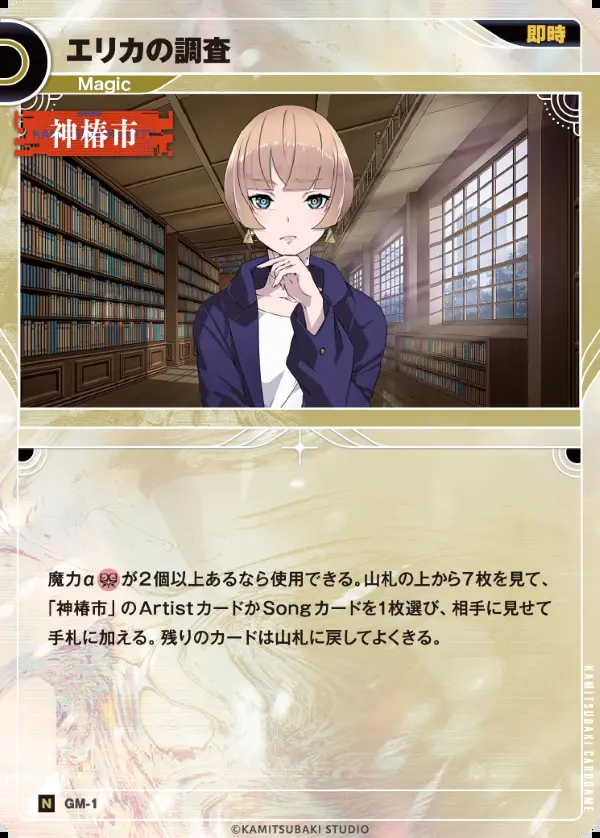 エリカの調査
即時
Magic
神椿市
魔力α が2個以上あるなら使用できる。山札の上から7枚を見て、
「神椿市」のArtistカードかSongカードを1枚選び、相手に見せて
手札に加える。残りのカードは山札に戻してよくきる。
KAMITSUBAKI CARDGAME
N GM-1
©KAMITSUBAKI STUDIO